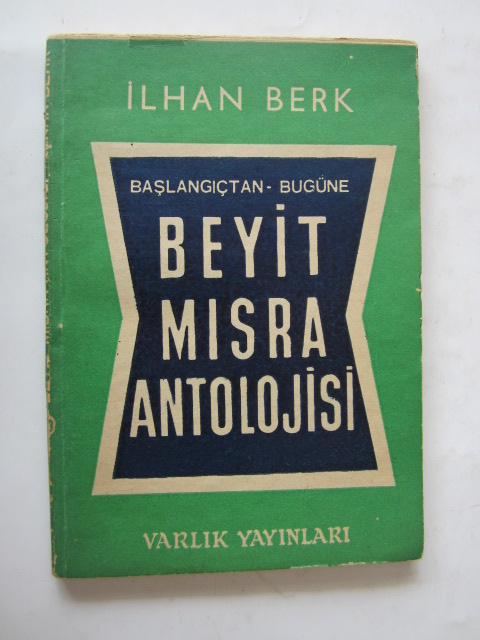 İLHAN BERK
BAŞLANGIÇTAN - BUGÜNE
BEYİT
MISRA
ANTOLOJİSİ
VARLIK YAYINLARI